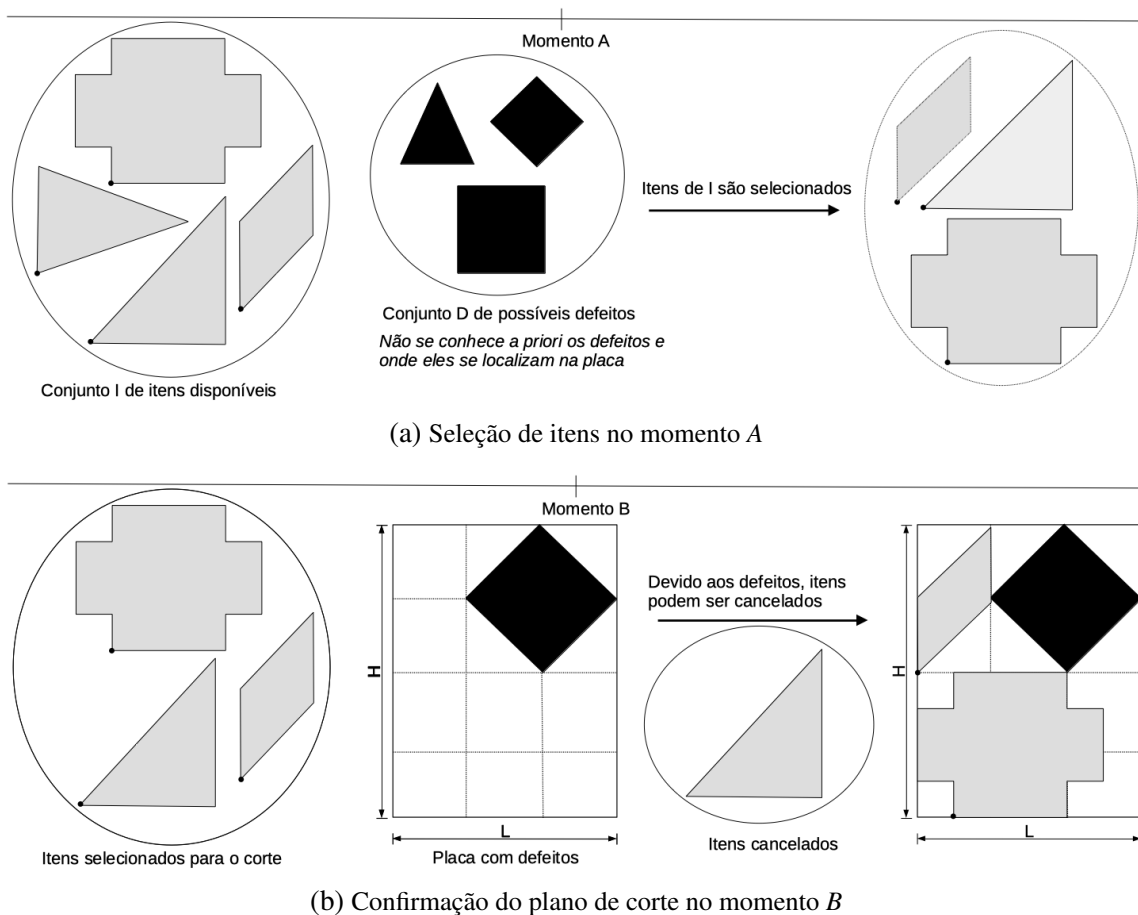 Momento A
Itens de I são selecionados
Conjunto D de possíveis defeitos
Não se conhece a priori os defeitos e
onde eles se localizam na placa
Conjunto I de itens disponíveis
(a) Seleção de itens no momento A
Momento B
Devido aos defeitos, itens
podem ser cancelados
H
H
L
L
Itens selecionados para o corte
Placa com defeitos
Itens cancelados
(b) Confirmação do plano de corte no momento B